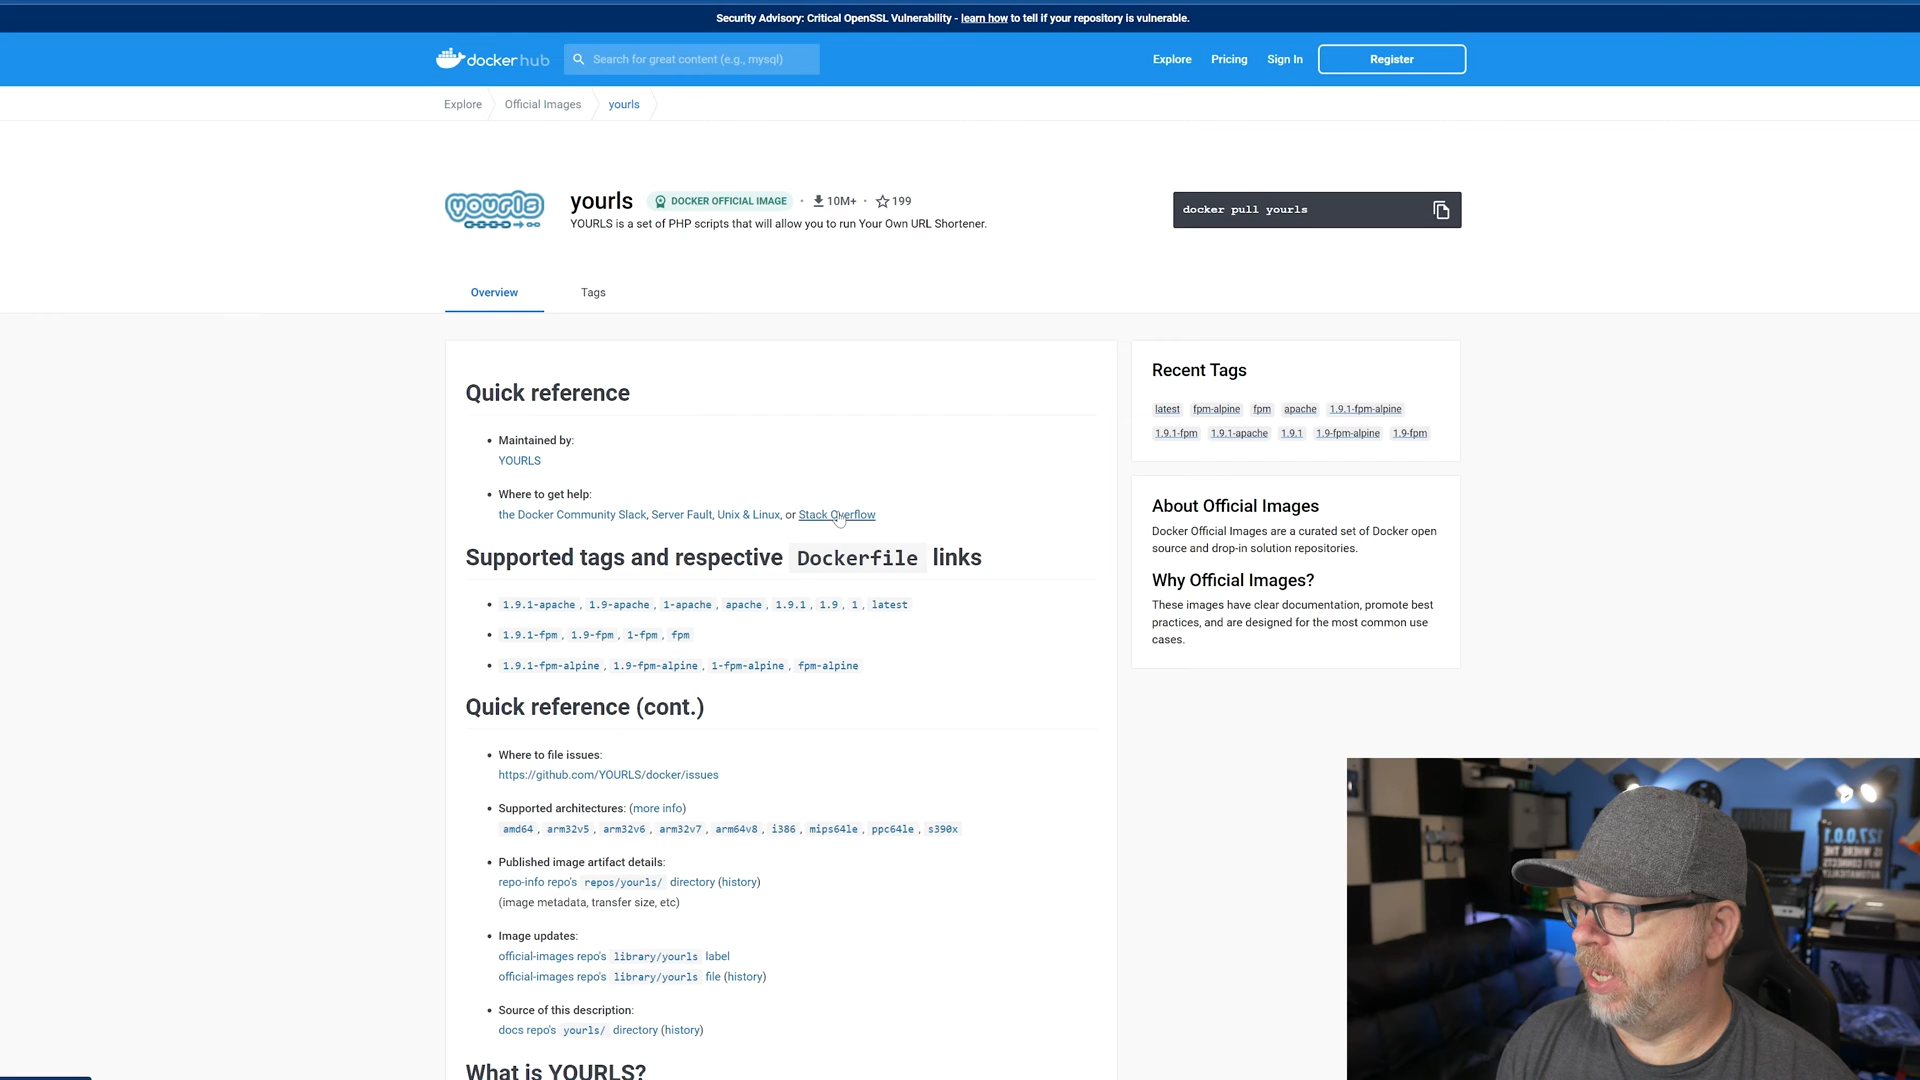 Security Advisory: Critical OpenSSL Vulnerability - learn how to tell if your repository is vulnerable.
docker hub
Search for great content (e.g., mysql)
Explore
Pricing
Sign In
Register
Explore
Official Images
yourls
yourls
yourls
DOCKER OFFICIAL IMAGE
· 10M+ · 199
YOURLS is a set of PHP scripts that will allow you to run Your Own URL Shortener.
docker pull yourls
Overview
Tags
Quick reference
• Maintained by:
YOURLS
• Where to get help:
the Docker Community Slack, Server Fault, Unix & Linux, or Stack Overflow
Supported tags and respective Dockerfile links
• 1.9.1-apache , 1.9-apache , 1-apache , apache , 1.9.1 , 1.9 , 1 , latest
• 1.9.1-fpm , 1.9-fpm , 1-fpm , fpm
• 1.9.1-fpm-alpine , 1.9-fpm-alpine , 1-fpm-alpine , fpm-alpine
Quick reference (cont.)
• Where to file issues:
https://github.com/YOURLS/docker/issues
• Supported architectures: (more info)
amd64 , arm32v5 , arm32v6 , arm32v7 , arm64v8 , i386 , mips64le , ppc64le , s390x
• Published image artifact details:
repo-info repo's repos/yourls/ directory (history)
(image metadata, transfer size, etc)
• Image updates:
official-images repo's library/yourls label
official-images repo's library/yourls file (history)
• Source of this description:
docs repo's yourls/ directory (history)
What is YOURLS?
Recent Tags
latest fpm-alpine fpm apache 1.9.1-fpm-alpine
1.9.1-fpm 1.9.1-apache 1.9.1 1.9-fpm-alpine 1.9-fpm
About Official Images
Docker Official Images are a curated set of Docker open
source and drop-in solution repositories.
Why Official Images?
These images have clear documentation, promote best
practices, and are designed for the most common use
cases.
127.0.0.1
IS WHERE THE
WIFI CONNECTS
AUTOMATICALLY